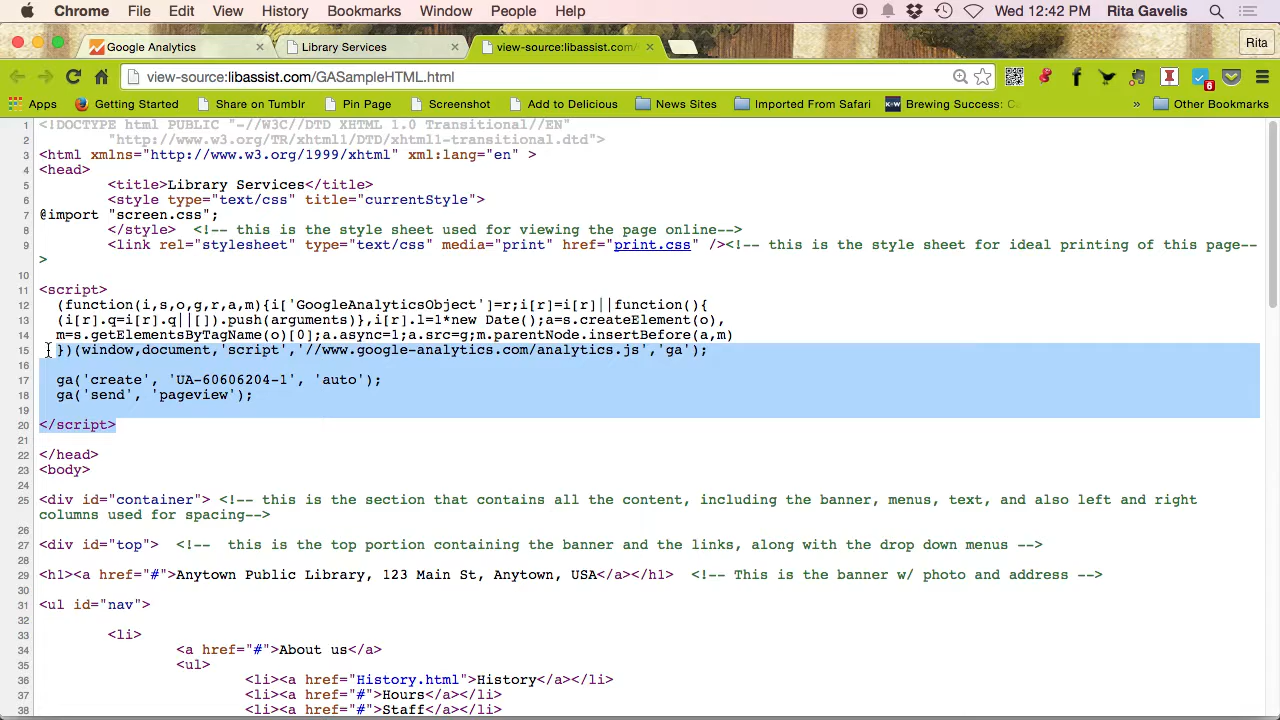 Chrome File Edit View History Bookmarks Window People Help Wed 12:42 PM Rita Gavelis
Google Analytics × Library Services × view-source:libassist.com/ × Rita
view-source:libassist.com/GASampleHTML.html
6
Apps Getting Started Share on Tumblr Pin Page Screenshot Add to Delicious News Sites Imported From Safari K&W Brewing Success: C » Other Bookmarks
1 <!DOCTYPE html PUBLIC "-//W3C//DTD XHTML 1.0 Transitional//EN"
2 "http://www.w3.org/TR/xhtml1/DTD/xhtml1-transitional.dtd">
3 <html xmlns="http://www.w3.org/1999/xhtml" xml:lang="en" >
4 <head>
5 <title>Library Services</title>
6 <style type="text/css" title="currentStyle">
7 @import "screen.css";
8 </style> <!-- this is the style sheet used for viewing the page online-->
9 <link rel="stylesheet" type="text/css" media="print" href="print.css" /><!-- this is the style sheet for ideal printing of this page--
>
10
11 <script>
12 (function(i,s,o,g,r,a,m){i['GoogleAnalyticsObject']=r;i[r]=i[r]||function(){
13 (i[r].q=i[r].q||[]).push(arguments)},i[r].l=1*new Date();a=s.createElement(o),
14 m=s.getElementsByTagName(o)[0];a.async=1;a.src=g;m.parentNode.insertBefore(a,m)
15 })(window,document,'script','//www.google-analytics.com/analytics.js','ga');
16
17 ga('create', 'UA-60606204-1', 'auto');
18 ga('send', 'pageview');
19
20 </script>
21
22 </head>
23 <body>
24
25 <div id="container"> <!-- this is the section that contains all the content, including the banner, menus, text, and also left and right
columns used for spacing-->
26
27 <div id="top"> <!-- this is the top portion containing the banner and the links, along with the drop down menus -->
28
29 <h1><a href="#">Anytown Public Library, 123 Main St, Anytown, USA</a></h1> <!-- This is the banner w/ photo and address -->
30
31 <ul id="nav">
32
33 <li>
34 <a href="#">About us</a>
35 <ul>
36 <li><a href="History.html">History</a></li>
37 <li><a href="#">Hours</a></li>
38 <li><a href="#">Staff</a></li>